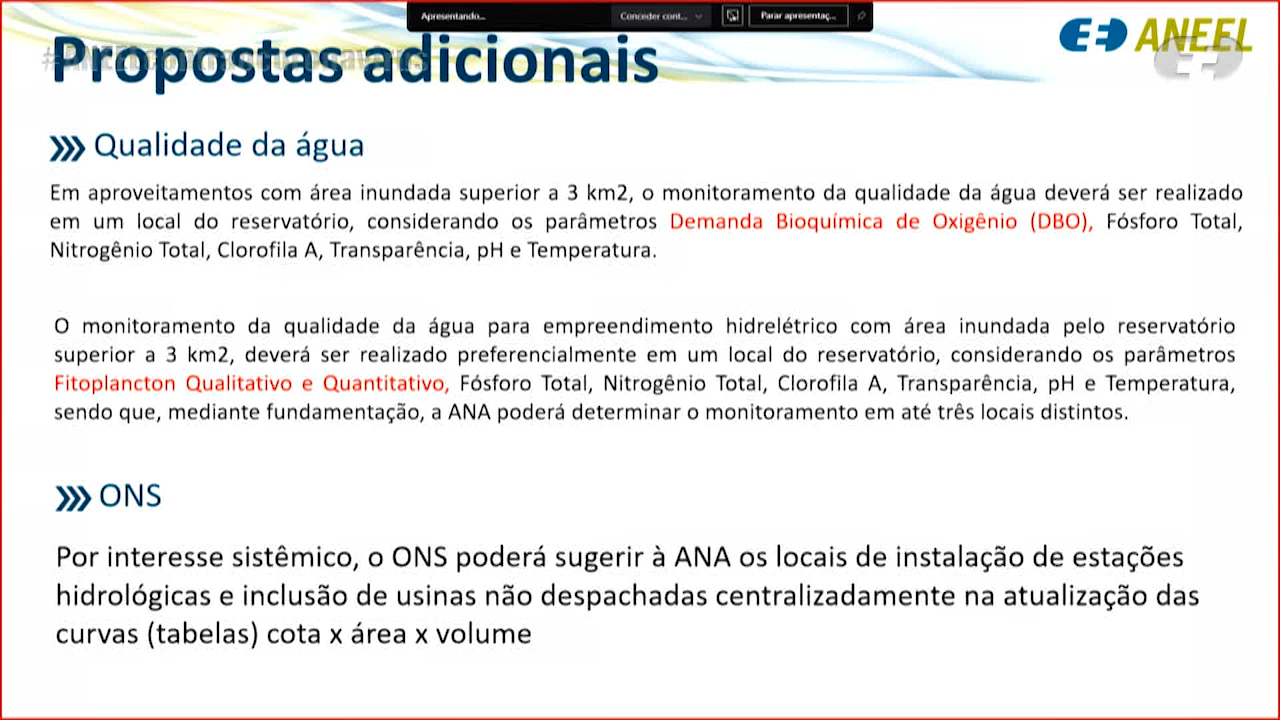 Apresentando...
Conceder cont...
Parar apresentaç...
Propostas adicionais
ANEEL
Qualidade da água
Em aproveitamentos com área inundada superior a 3 km2, o monitoramento da qualidade da água deverá ser realizado
em um local do reservatório, considerando os parâmetros Demanda Bioquímica de Oxigênio (DBO), Fósforo Total,
Nitrogênio Total, Clorofila A, Transparência, pH e Temperatura.
O monitoramento da qualidade da água para empreendimento hidrelétrico com área inundada pelo reservatório
superior a 3 km2, deverá ser realizado preferencialmente em um local do reservatório, considerando os parâmetros
Fitoplancton Qualitativo e Quantitativo, Fósforo Total, Nitrogênio Total, Clorofila A, Transparência, pH e Temperatura,
sendo que, mediante fundamentação, a ANA poderá determinar o monitoramento em até três locais distintos.
ONS
Por interesse sistêmico, o ONS poderá sugerir à ANA os locais de instalação de estações
hidrológicas e inclusão de usinas não despachadas centralizadamente na atualização das
curvas (tabelas) cota x área x volume